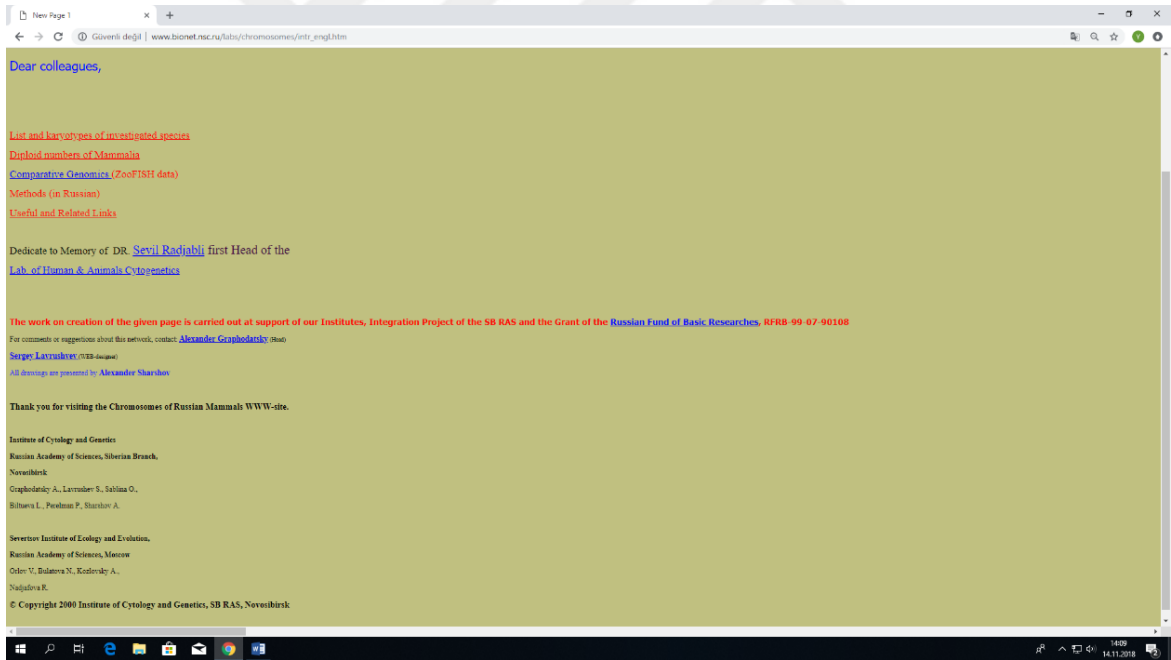 New Page 1
Güvenli değil | www.bionet.nsc.ru/labs/chromosomes/intr_engl.htm
Dear colleagues,
List and karyotypes of investigated species
Diploid numbers of Mammalia
Comparative Genomics (ZooFISH data)
Methods (in Russian)
Useful and Related Links
Dedicate to Memory of DR. Sevil Radjabli first Head of the
Lab. of Human & Animals Cytogenetics
The work on creation of the given page is carried out at support of our Institutes, Integration Project of the SB RAS and the Grant of the Russian Fund of Basic Researches, RFRB-99-07-90108
For comments or suggestions about this network, contact: Alexander Graphodatsky (Head)
Sergey Lavrushev (WEB-designer)
All drawings are presented by Alexander Sharshov
Thank you for visiting the Chromosomes of Russian Mammals WWW-site.
Institute of Cytology and Genetics
Russian Academy of Sciences, Siberian Branch,
Novosibirsk
Graphodatsky A., Lavrushev S., Sablina O.,
Biltueva L., Perelman P., Sharshov A.
Severtsov Institute of Ecology and Evolution,
Russian Academy of Sciences, Moscow
Orlov V., Bulatova N., Kozlovsky A.,
Nadjafova R.
© Copyright 2000 Institute of Cytology and Genetics, SB RAS, Novosibirsk
14:09
14.11.2018